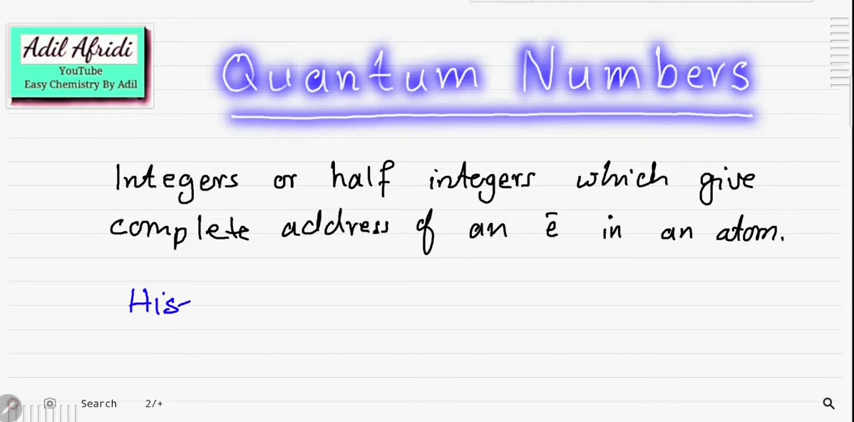 Adil Afridi
YouTube
Easy Chemistry By Adil
Quantum Numbers
Integers or half integers which give
complete address of an ē in an atom.
His
Search 2/+